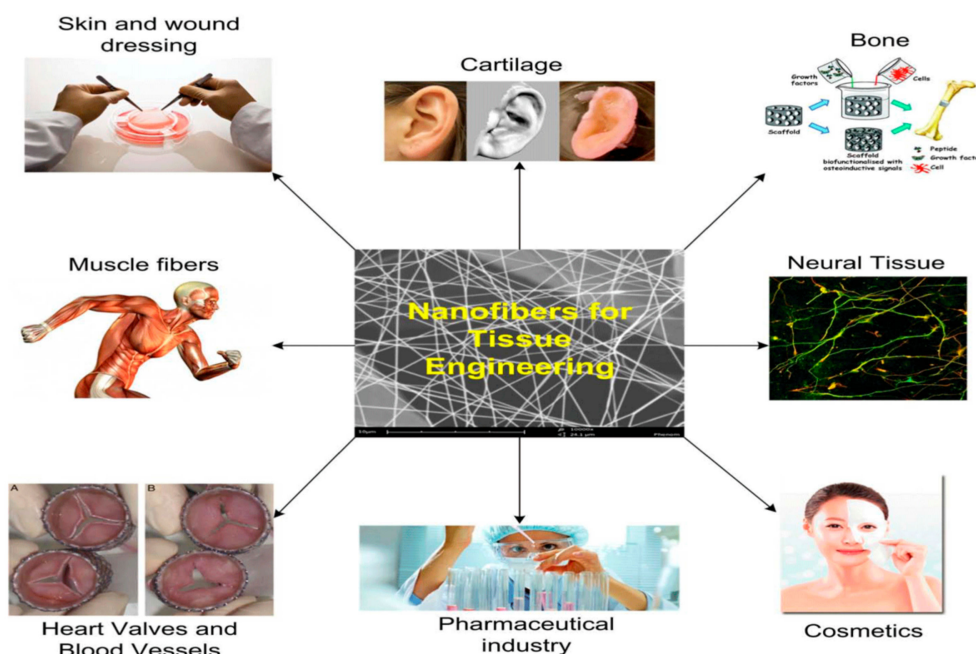 Skin and wound
dressing
Cartilage
Bone
Growth
factors
Cells
Scaffold
Scaffold
biofunctionalised with
osteoinductive signals
Peptide
Growth fact
Cell
Muscle fibers
Nanofibers for
Tissue
Engineering
Neural Tissue
A
B
Heart Valves and
Blood Vessels
Pharmaceutical
industry
Cosmetics